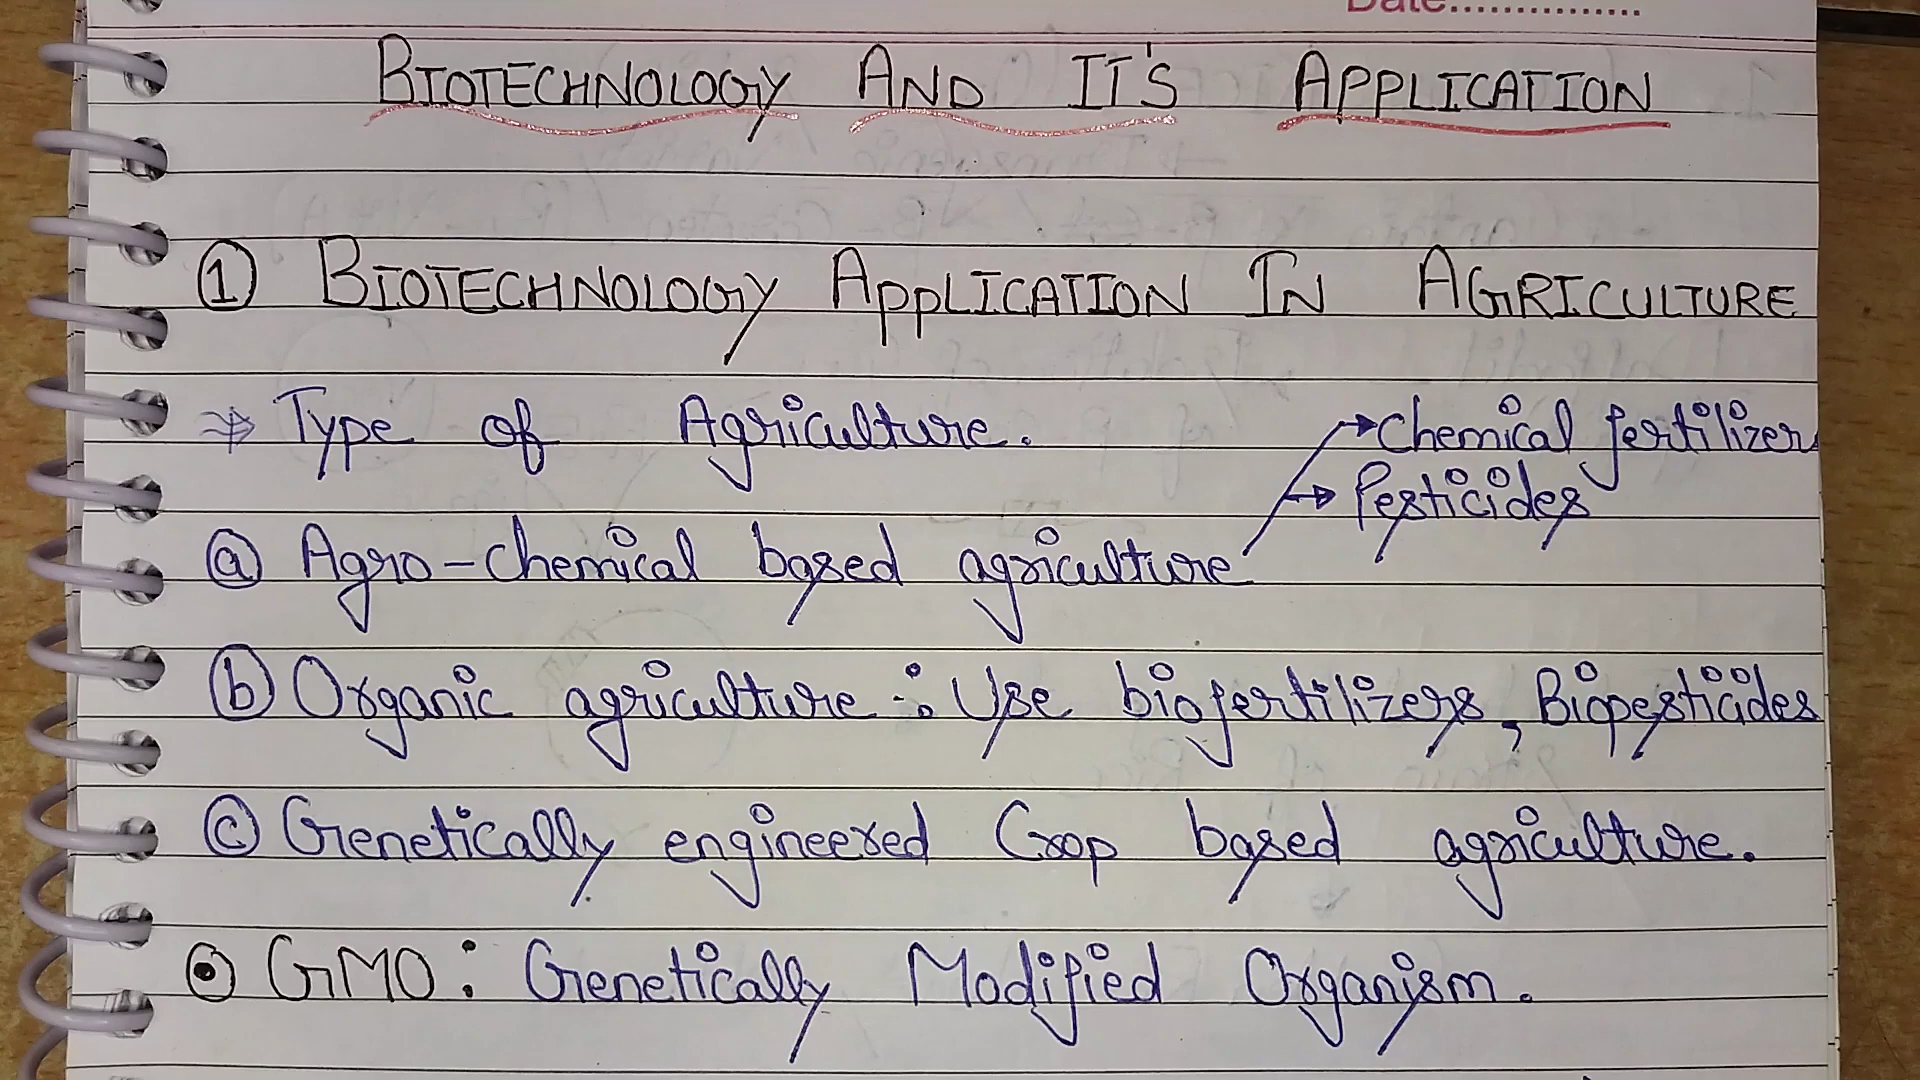 Date...............
BIOTECHNOLOGY AND IT'S APPLICATION
① BIOTECHNOLOGY APPLICATION IN AGRICULTURE
⇒ Type of Agriculture.
→ Chemical fertilizer
→ Pesticides
ⓐ Agro-chemical based agriculture
ⓑ Organic agriculture :- Use biofertilizers, Biopesticides
ⓒ Genetically engineered Crop based agriculture.
⊙ GMO: Genetically Modified Organism.